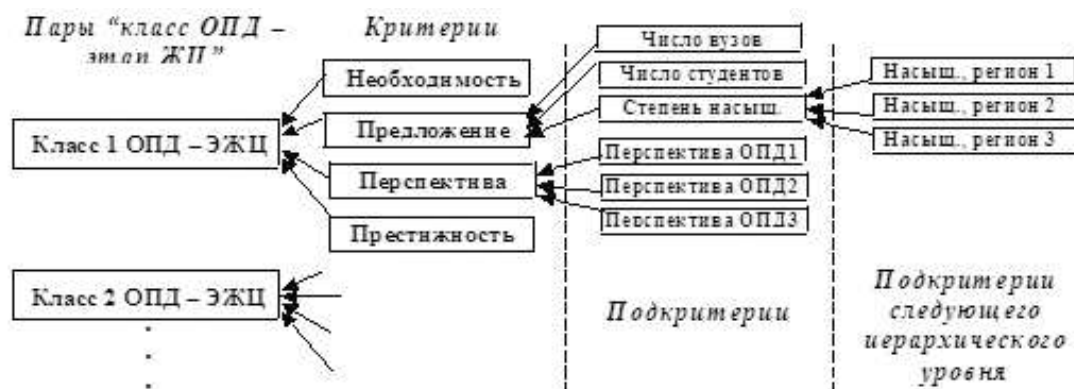 Пары “класс ОПД –
этап ЖП”
Критерии
Необходимость
Предложение
Перспектива
Престижность
Класс 1 ОПД – ЭЖЦ
Класс 2 ОПД – ЭЖЦ
Число вузов
Число студентов
Степень насыщ.
Перспектива ОПД1
Перспектива ОПД2
Перспектива ОПД3
Подкритерии
Насыщ., регион 1
Насыщ., регион 2
Насыщ., регион 3
Подкритерии
следующего
иерархического
уровня